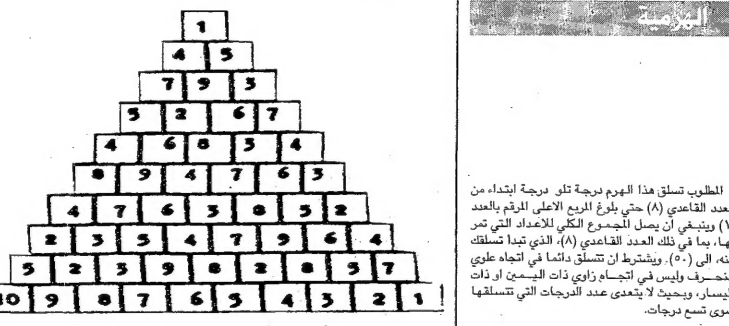 الهرمية
1
4 5
7 9 3
5 2 6 7
4 6 8 3 4
8 9 4 7 6 3
4 7 6 3 8 5 2
2 3 5 4 7 9 6 4
5 2 3 9 8 2 8 5 7
10 9 8 7 6 5 4 3 2 1
المطلوب تسلق هذا الهرم درجة تلو درجة ابتداء من
العدد القاعدي (٨) حتي بلوغ المربع الاعلى المرقم بالعدد
(١) وينبغي ان يصل المجموع الكلي للأعداد التي تمر
بها، بما في ذلك العدد القاعدي (٨)، الذي تبدأ تسلقك
منه، الى (٥٠). ويشترط ان تتسلق دائما في اتجاه علوي
منحرف وليس في اتجاه زاوي ذات اليمين او ذات
اليسار، وبحيث لا يتعدى عدد الدرجات التي تتسلقها
سوى تسع درجات.